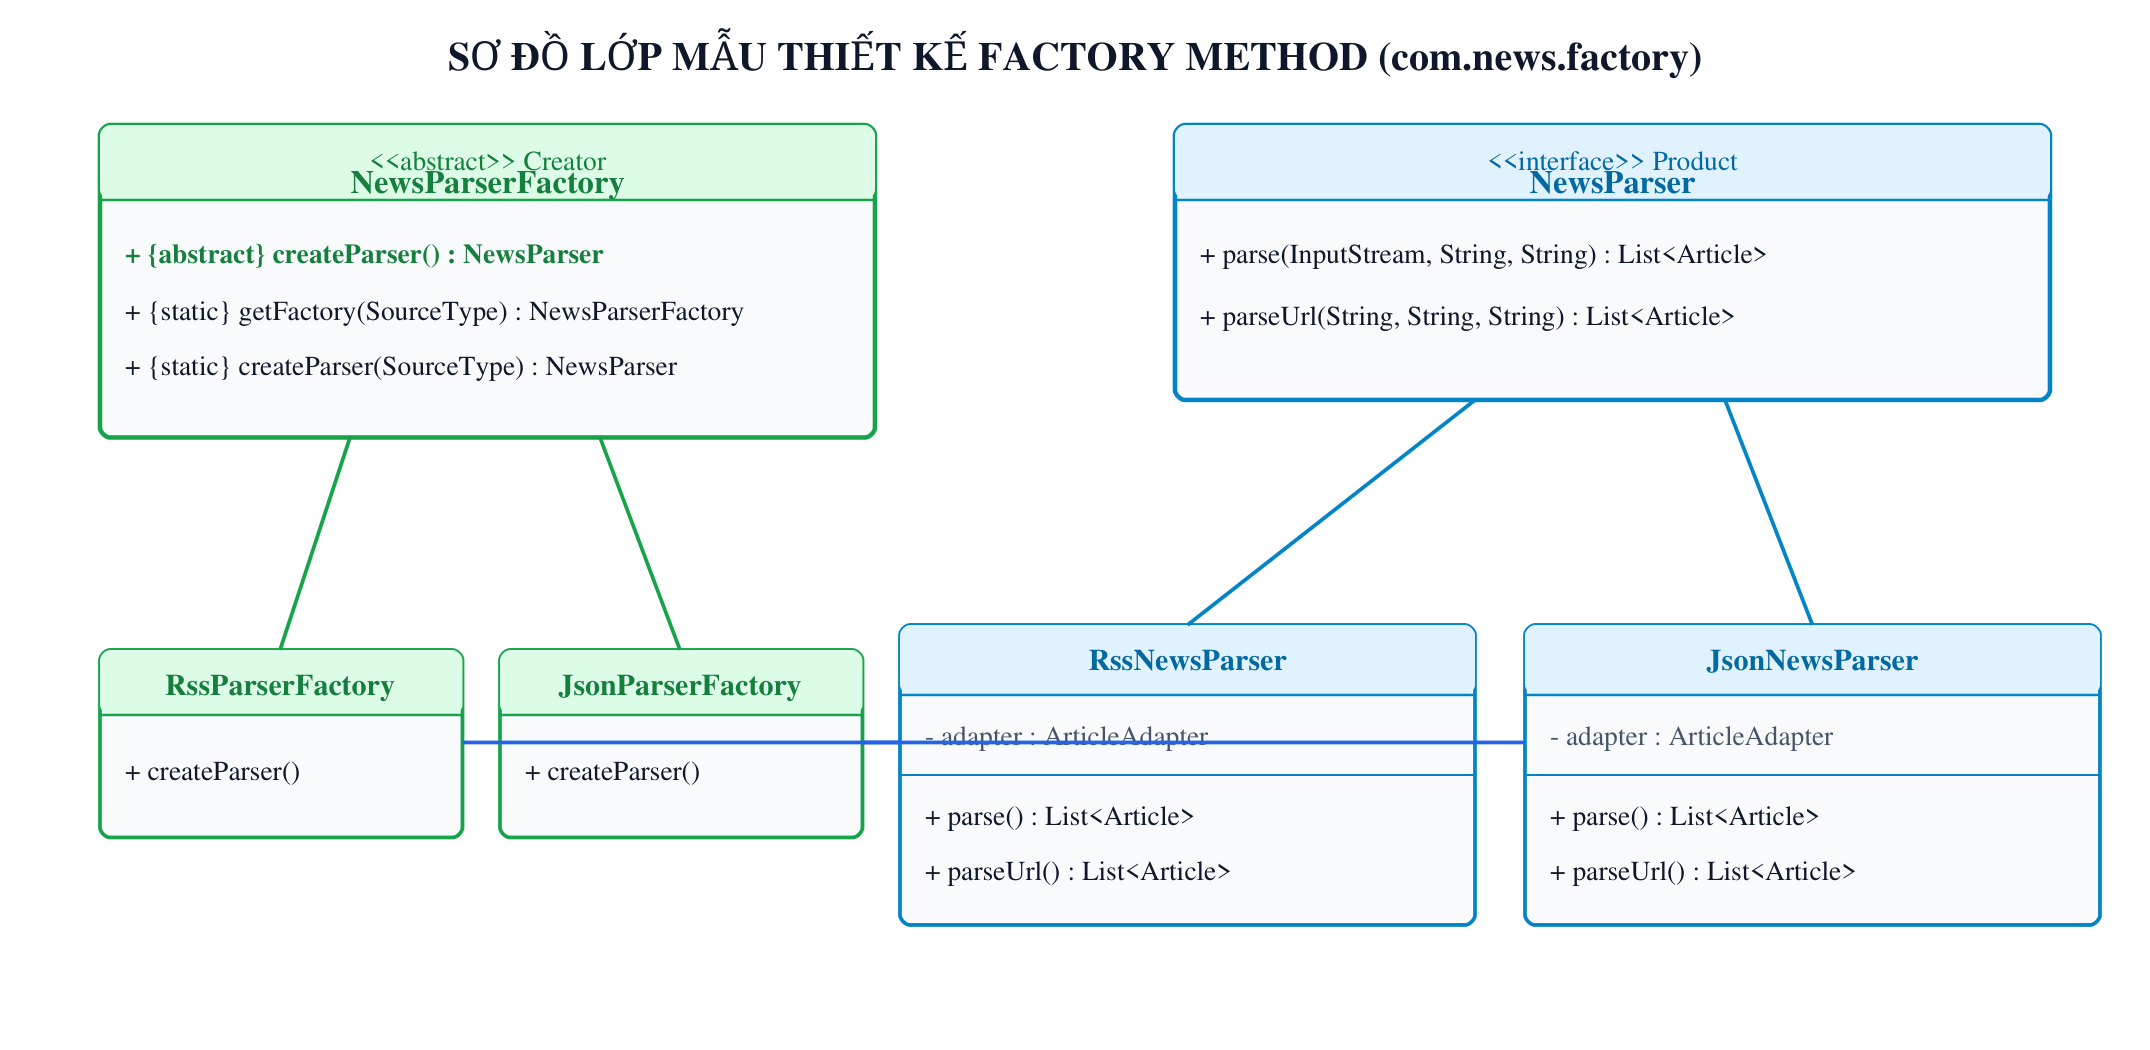 SƠ ĐỒ LỚP MẪU THIẾT KẾ FACTORY METHOD (com.news.factory)
<<abstract>> Creator
NewsParserFactory
+ {abstract} createParser() : NewsParser
+ {static} getFactory(SourceType) : NewsParserFactory
+ {static} createParser(SourceType) : NewsParser
<<interface>> Product
NewsParser
+ parse(InputStream, String, String) : List<Article>
+ parseUrl(String, String, String) : List<Article>
RssParserFactory
+ createParser()
JsonParserFactory
+ createParser()
RssNewsParser
- adapter : ArticleAdapter
+ parse() : List<Article>
+ parseUrl() : List<Article>
JsonNewsParser
- adapter : ArticleAdapter
+ parse() : List<Article>
+ parseUrl() : List<Article>